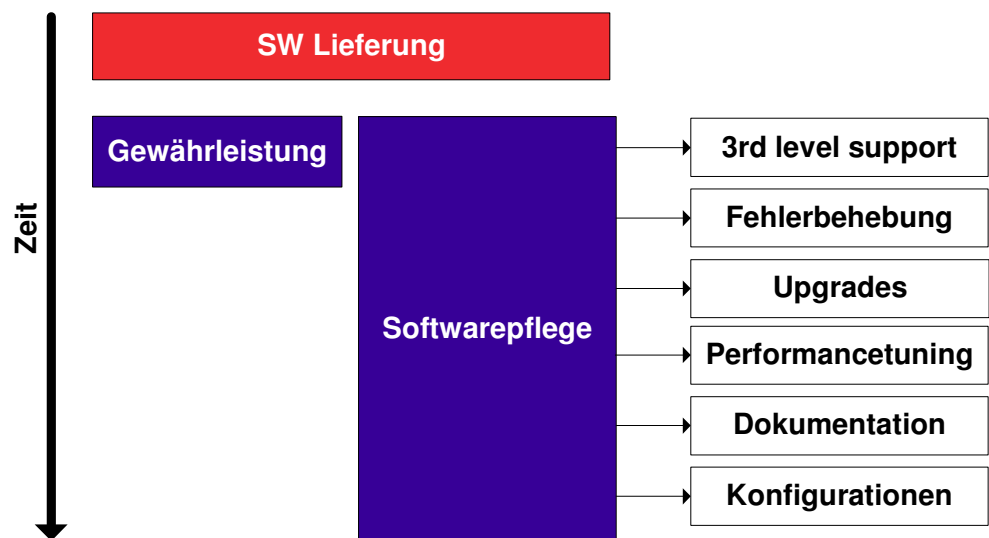 SW Lieferung
Gewährleistung
3rd level support
Fehlerbehebung
Zeit
Upgrades
Softwarepflege
Performancetuning
Dokumentation
Konfigurationen